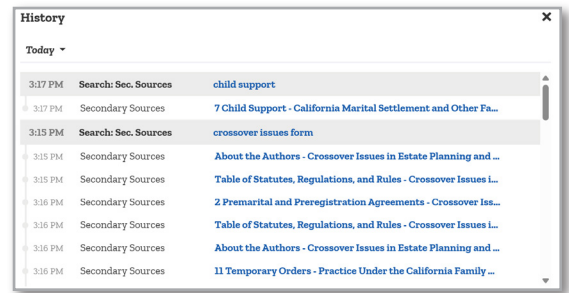 History
Today
3:17 PM Search: Sec. Sources child support
3:17 PM Secondary Sources 7 Child Support - California Marital Settlement and Other Fa...
3:15 PM Search: Sec. Sources crossover issues form
3:15 PM Secondary Sources About the Authors - Crossover Issues in Estate Planning and ...
3:15 PM Secondary Sources Table of Statutes, Regulations, and Rules - Crossover Issues i...
3:16 PM Secondary Sources 2 Premarital and Preregistration Agreements - Crossover Iss...
3:16 PM Secondary Sources Table of Statutes, Regulations, and Rules - Crossover Issues i...
3:16 PM Secondary Sources About the Authors - Crossover Issues in Estate Planning and ...
3:16 PM Secondary Sources 11 Temporary Orders - Practice Under the California Family ...